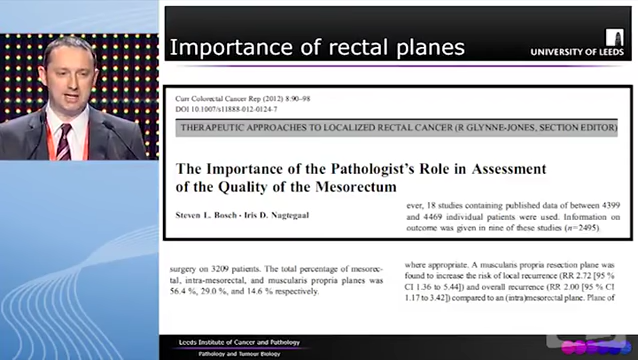 Importance of rectal planes
UNIVERSITY OF LEEDS
Curr Colorectal Cancer Rep (2012) 8:90–98
DOI 10.1007/s11888-012-0124-7
THERAPEUTIC APPROACHES TO LOCALIZED RECTAL CANCER (R GLYNNE-JONES, SECTION EDITOR)
The Importance of the Pathologist's Role in Assessment
of the Quality of the Mesorectum
Steven L. Bosch · Iris D. Nagtegaal
ever, 18 studies containing published data of between 4399
and 4469 individual patients were used. Information on
outcome was given in nine of these studies (n=2495).
surgery on 3209 patients. The total percentage of mesorec-
tal, intra-mesorectal, and muscularis propria planes was
56.4 %, 29.0 %, and 14.6 % respectively.
where appropriate. A muscularis propria resection plane was
found to increase the risk of local recurrence (RR 2.72 [95 %
CI 1.36 to 5.44]) and overall recurrence (RR 2.00 [95 % CI
1.17 to 3.42]) compared to an (intra)mesorectal plane. Plane of
Leeds Institute of Cancer and Pathology
Pathology and Tumour Biology